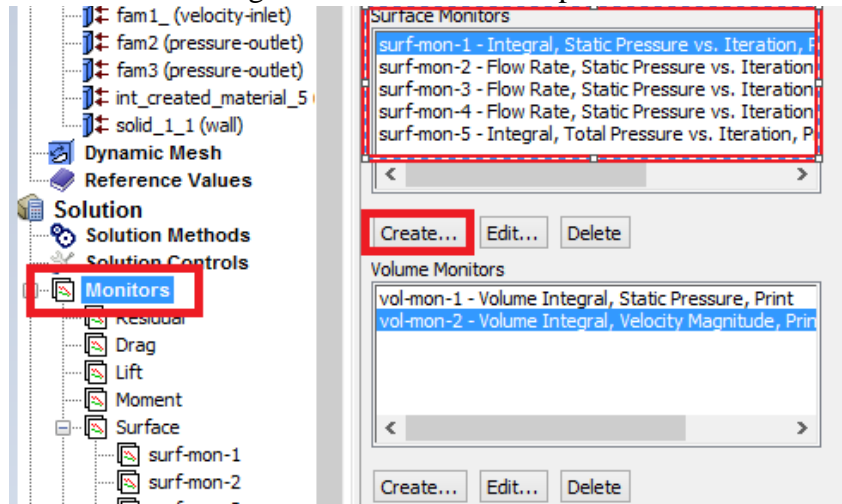 fam1_ (velocity-inlet)
fam2 (pressure-outlet)
fam3 (pressure-outlet)
int_created_material_5
solid_1_1 (wall)
Dynamic Mesh
Reference Values
Solution
Solution Methods
Solution Controls
Monitors
Residual
Drag
Lift
Moment
Surface
surf-mon-1
surf-mon-2
Surface Monitors
surf-mon-1 - Integral, Static Pressure vs. Iteration,
surf-mon-2 - Flow Rate, Static Pressure vs. Iteration
surf-mon-3 - Flow Rate, Static Pressure vs. Iteration
surf-mon-4 - Flow Rate, Static Pressure vs. Iteration
surf-mon-5 - Integral, Total Pressure vs. Iteration, P
Create... Edit... Delete
Volume Monitors
vol-mon-1 - Volume Integral, Static Pressure, Print
vol-mon-2 - Volume Integral, Velocity Magnitude, Prin
Create... Edit... Delete